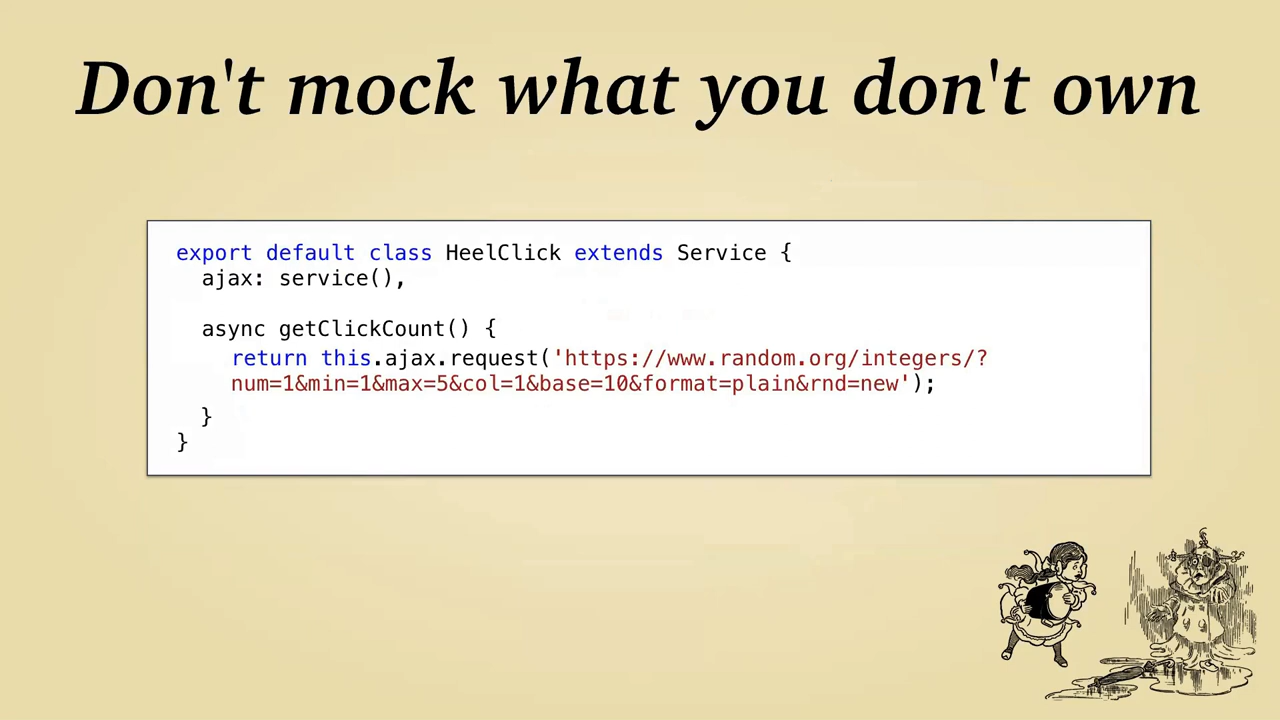 Don't mock what you don't own
export default class HeelClick extends Service {
ajax: service(),
async getClickCount() {
return this.ajax.request('https://www.random.org/integers/?
num=1&min=1&max=5&col=1&base=10&format=plain&rnd=new');
}
}